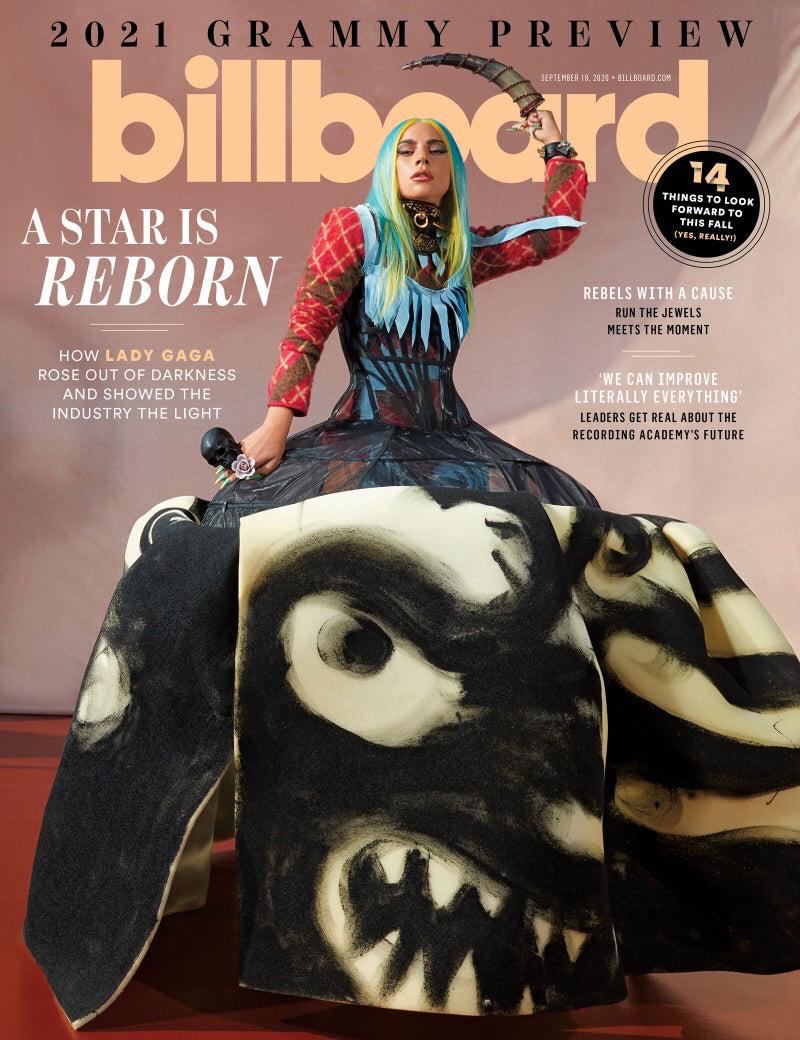 2021 GRAMMY PREVIEW
billboard
SEPTEMBER 19, 2020 • BILLBOARD.COM
A STAR IS
REBORN
HOW LADY GAGA
ROSE OUT OF DARKNESS
AND SHOWED THE
INDUSTRY THE LIGHT
14
THINGS TO LOOK
FORWARD TO
THIS FALL
(YES, REALLY!)
REBELS WITH A CAUSE
RUN THE JEWELS
MEETS THE MOMENT
‘WE CAN IMPROVE
LITERALLY EVERYTHING’
LEADERS GET REAL ABOUT THE
RECORDING ACADEMY’S FUTURE